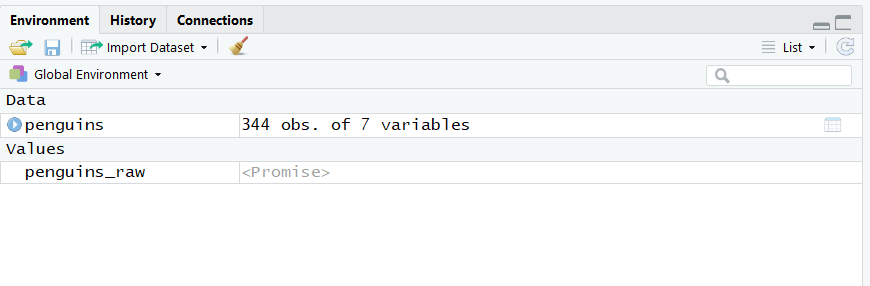 Environment History Connections
Import Dataset List
Global Environment
Data
penguins 344 obs. of 7 variables
Values
penguins_raw <Promise>